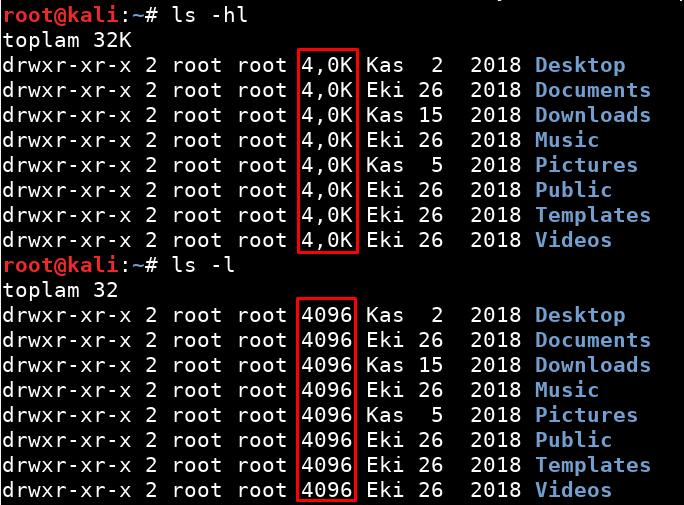 root@kali:~# ls -hl
toplam 32K
drwxr-xr-x 2 root root 4,0K Kas  2  2018 Desktop
drwxr-xr-x 2 root root 4,0K Eki 26  2018 Documents
drwxr-xr-x 2 root root 4,0K Kas 15  2018 Downloads
drwxr-xr-x 2 root root 4,0K Eki 26  2018 Music
drwxr-xr-x 2 root root 4,0K Kas  5  2018 Pictures
drwxr-xr-x 2 root root 4,0K Eki 26  2018 Public
drwxr-xr-x 2 root root 4,0K Eki 26  2018 Templates
drwxr-xr-x 2 root root 4,0K Eki 26  2018 Videos
root@kali:~# ls -l
toplam 32
drwxr-xr-x 2 root root 4096 Kas  2  2018 Desktop
drwxr-xr-x 2 root root 4096 Eki 26  2018 Documents
drwxr-xr-x 2 root root 4096 Kas 15  2018 Downloads
drwxr-xr-x 2 root root 4096 Eki 26  2018 Music
drwxr-xr-x 2 root root 4096 Kas  5  2018 Pictures
drwxr-xr-x 2 root root 4096 Eki 26  2018 Public
drwxr-xr-x 2 root root 4096 Eki 26  2018 Templates
drwxr-xr-x 2 root root 4096 Eki 26  2018 Videos